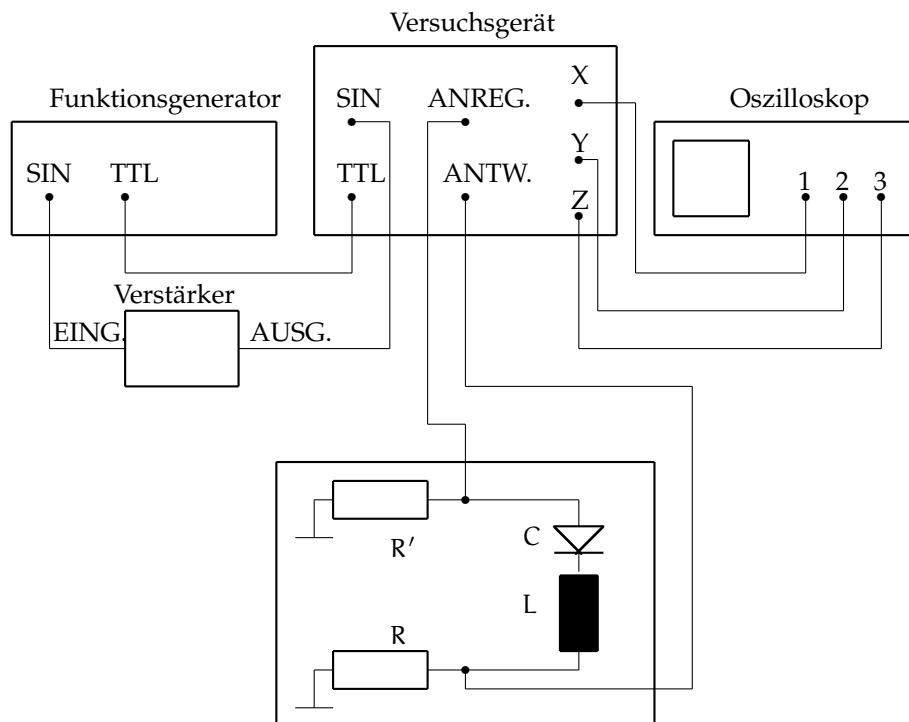 Versuchsgerät
Funktionsgenerator
SIN TTL
SIN ANREG. X
TTL ANTW. Y
Z
Oszilloskop
1 2 3
Verstärker
EING. AUSG.
R′
C
L
R